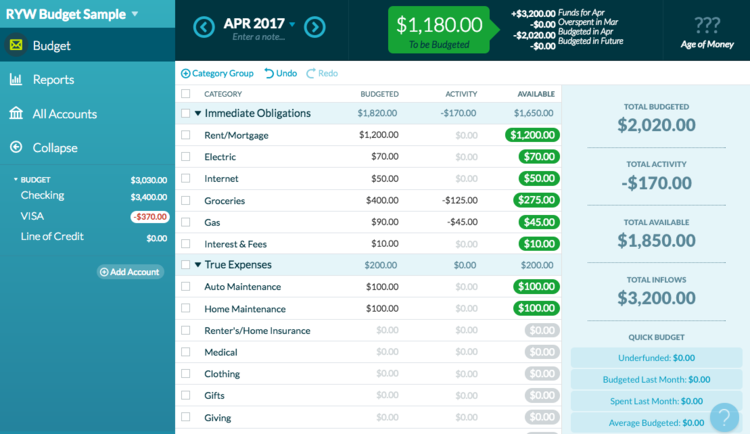 RYW Budget Sample
Budget
Reports
All Accounts
Collapse
BUDGET $3,030.00
Checking $3,400.00
VISA -$370.00
Line of Credit $0.00
Add Account
APR 2017
Enter a note...
$1,180.00
To be Budgeted
+$3,200.00 Funds for Apr
-$0.00 Overspent in Mar
-$2,020.00 Budgeted in Apr
-$0.00 Budgeted in Future
???
Age of Money
Category Group Undo Redo
CATEGORY BUDGETED ACTIVITY AVAILABLE
Immediate Obligations $1,820.00 -$170.00 $1,650.00
Rent/Mortgage $1,200.00 $0.00 $1,200.00
Electric $70.00 $0.00 $70.00
Internet $50.00 $0.00 $50.00
Groceries $400.00 -$125.00 $275.00
Gas $90.00 -$45.00 $45.00
Interest & Fees $10.00 $0.00 $10.00
True Expenses $200.00 $0.00 $200.00
Auto Maintenance $100.00 $0.00 $100.00
Home Maintenance $100.00 $0.00 $100.00
Renter's/Home Insurance $0.00 $0.00 $0.00
Medical $0.00 $0.00 $0.00
Clothing $0.00 $0.00 $0.00
Gifts $0.00 $0.00 $0.00
Giving $0.00 $0.00 $0.00
TOTAL BUDGETED
$2,020.00
TOTAL ACTIVITY
-$170.00
TOTAL AVAILABLE
$1,850.00
TOTAL INFLOWS
$3,200.00
QUICK BUDGET
Underfunded: $0.00
Budgeted Last Month: $0.00
Spent Last Month: $0.00
Average Budgeted: $0.00
?